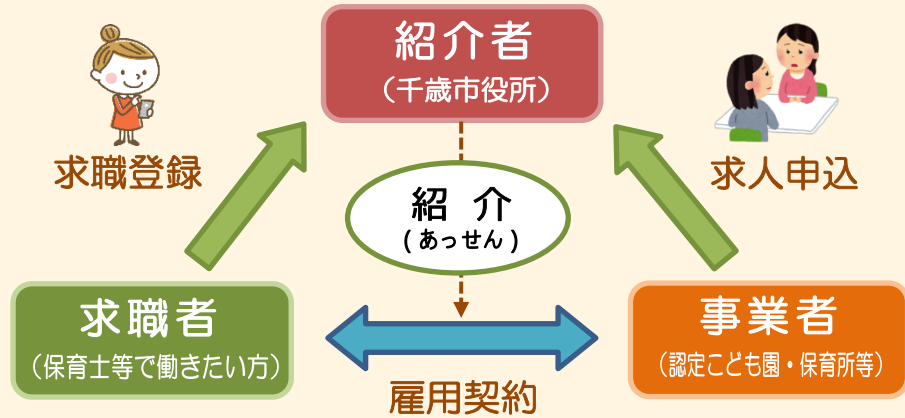 紹介者
（千歳市役所）
求職登録
求人申込
紹 介
( あっせん )
求職者
（保育士等で働きたい方）
事業者
（認定こども園・保育所等）
雇用契約